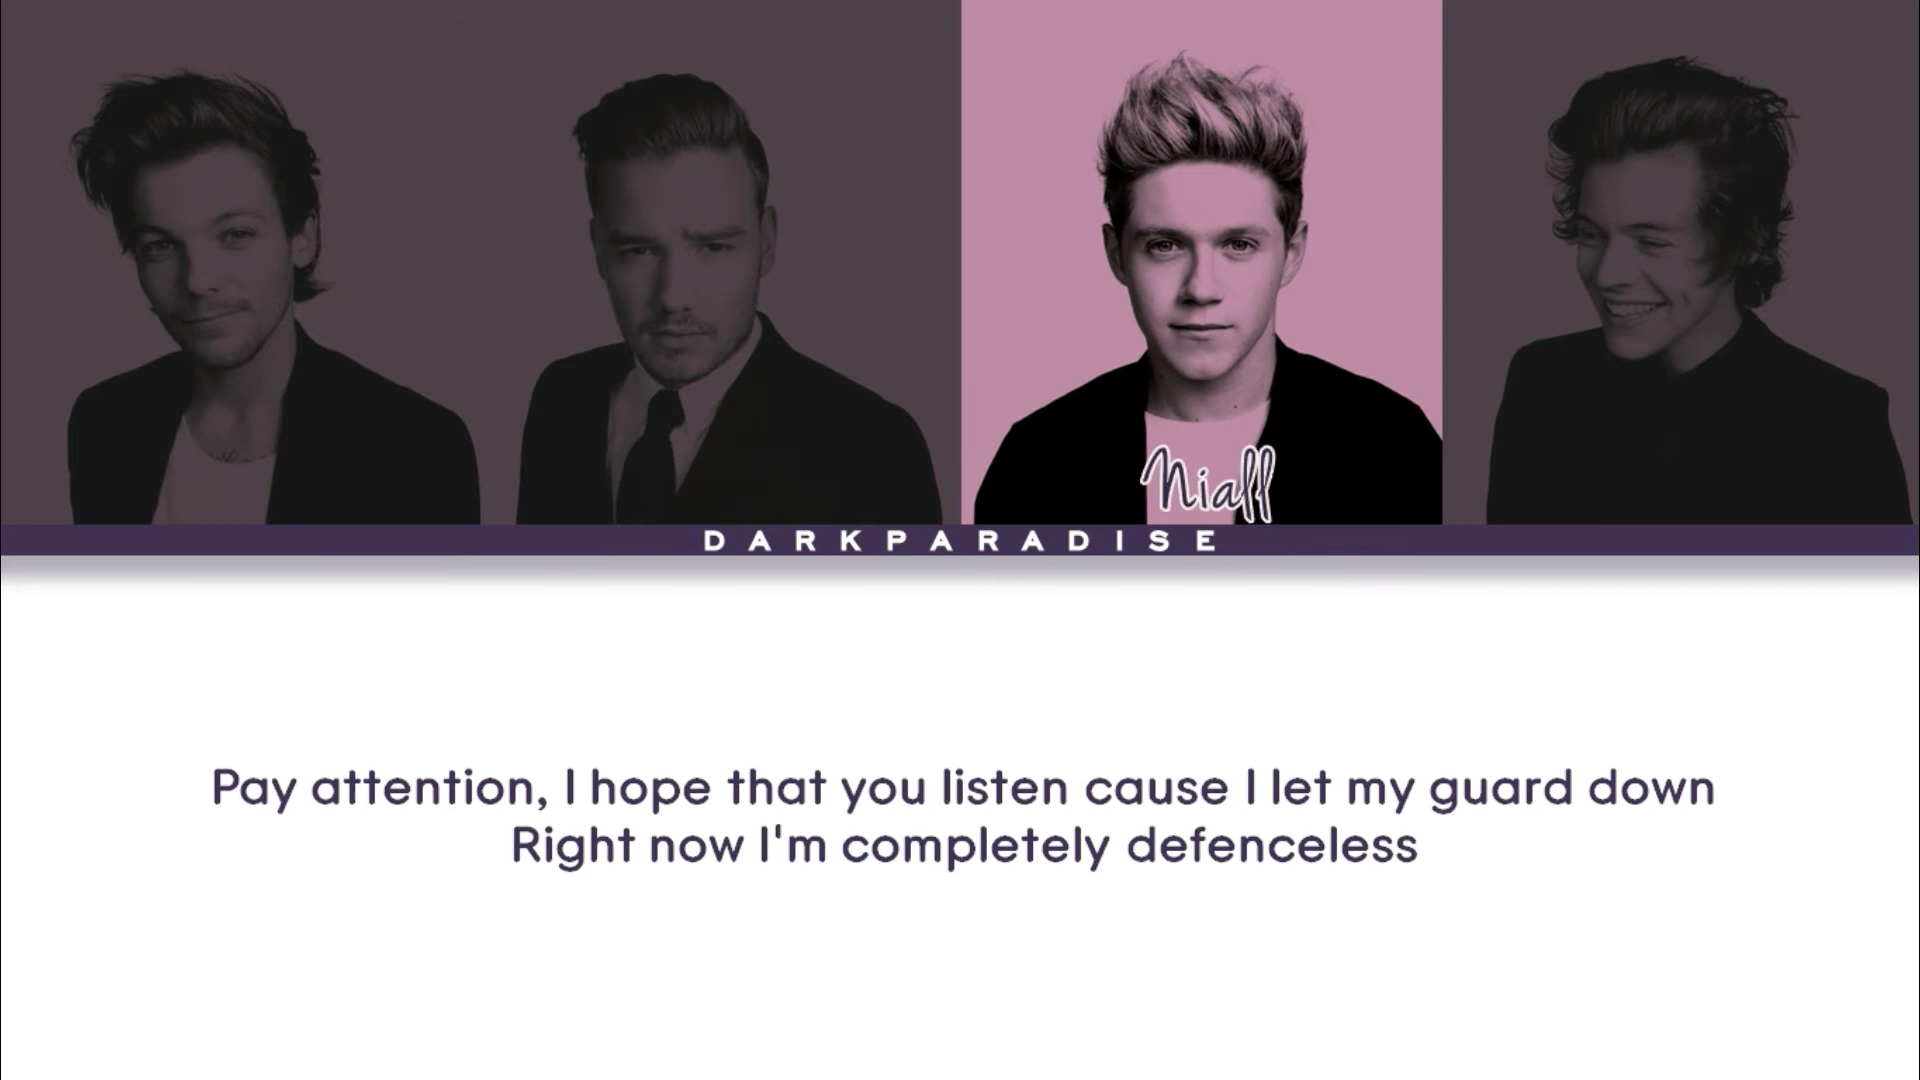 Niall
DARKPARADISE
Pay attention, I hope that you listen cause I let my guard down
Right now I'm completely defenceless